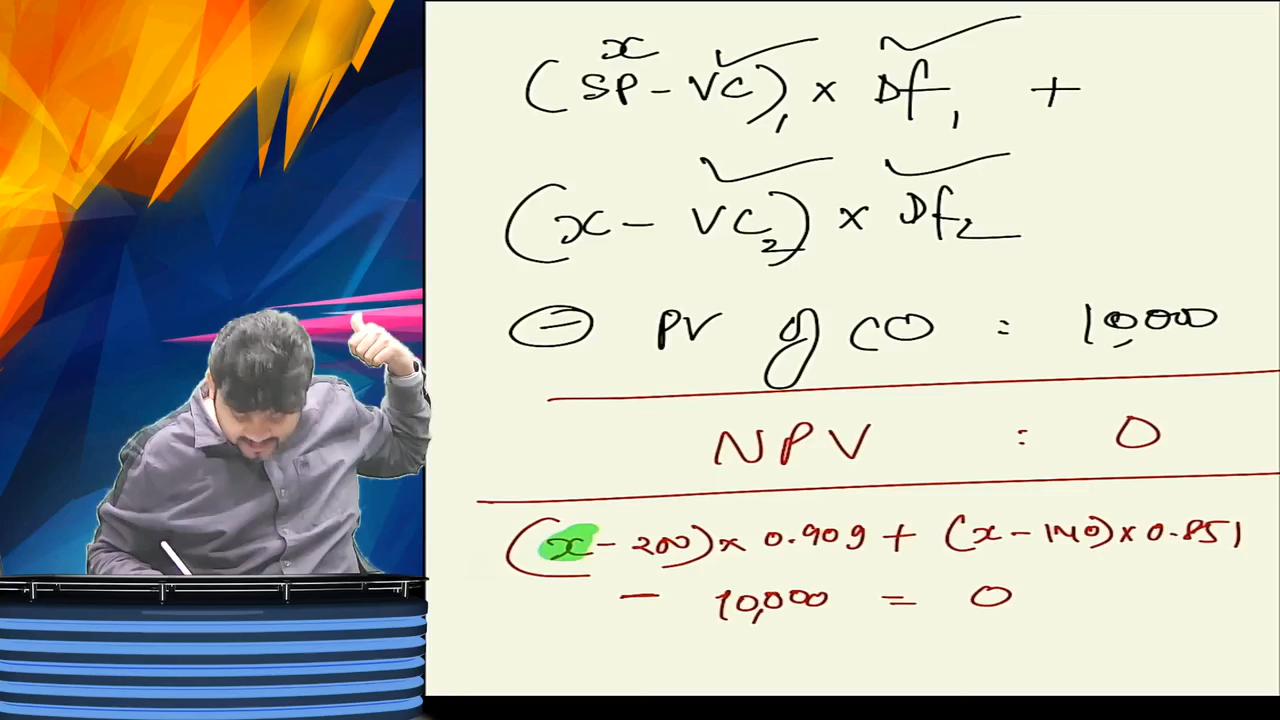 x
(SP - VC)₁ × Df₁ +
(x - VC₂) × Df₂
⊖ PV of CO : 10,000
NPV : 0
(x - 200) × 0.909 + (x - 140) × 0.851
- 10,000 = 0